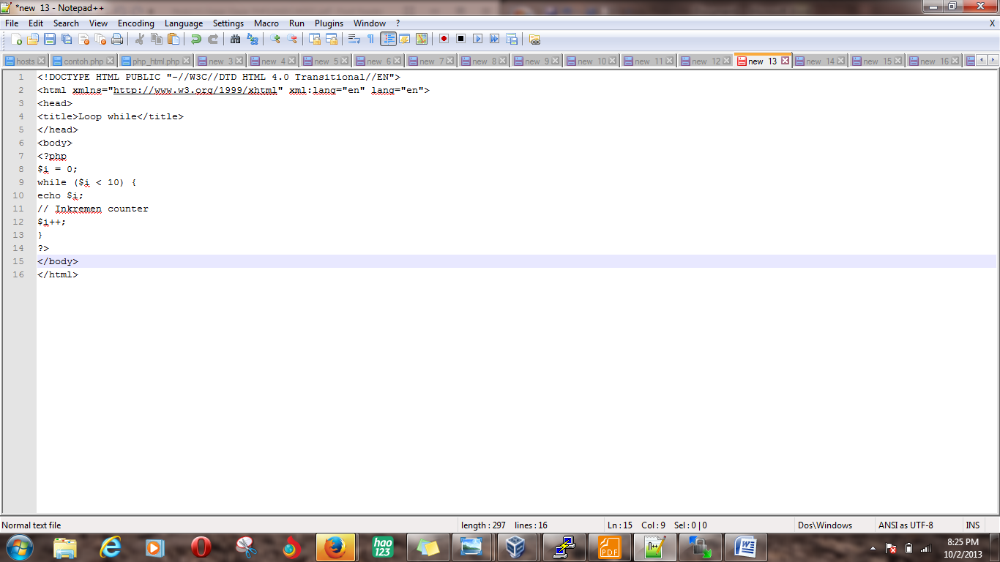 *new 13 - Notepad++
File Edit Search View Encoding Language Settings Macro Run Plugins Window ? X
hosts contoh.php php_html.php new 3 new 4 new 5 new 6 new 7 new 8 new 9 new 10 new 11 new 12 new 13 new 14 new 15 new 16
1 <!DOCTYPE HTML PUBLIC "-//W3C//DTD HTML 4.0 Transitional//EN">
2 <html xmlns="http://www.w3.org/1999/xhtml" xml:lang="en" lang="en">
3 <head>
4 <title>Loop while</title>
5 </head>
6 <body>
7 <?php
8 $i = 0;
9 while ($i < 10) {
10 echo $i;
11 // Inkremen counter
12 $i++;
13 }
14 ?>
15 </body>
16 </html>
Normal text file length : 297 lines : 16 Ln : 15 Col : 9 Sel : 0 | 0 Dos\Windows ANSI as UTF-8 INS
hao 123 PDF 8:25 PM
10/2/2013